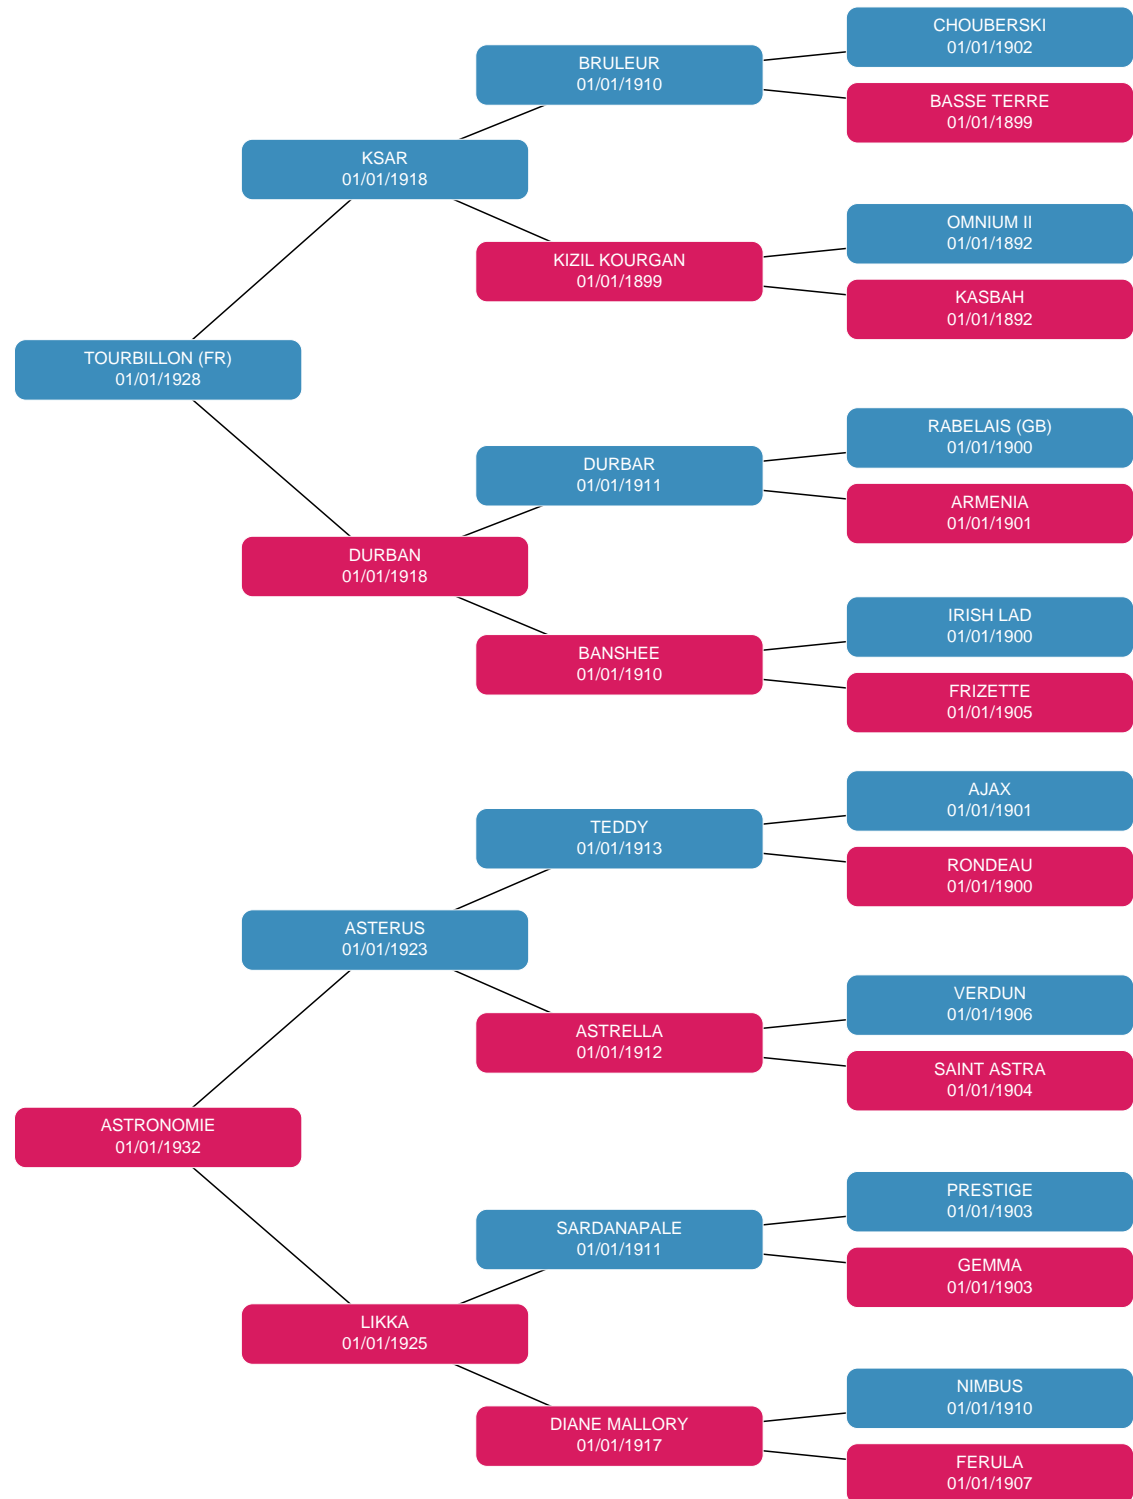 CHOUBERSKI
01/01/1902
BRULEUR
01/01/1910
BASSE TERRE
01/01/1899
KSAR
01/01/1918
OMNIUM II
01/01/1892
KIZIL KOURGAN
01/01/1899
KASBAH
01/01/1892
TOURBILLON (FR)
01/01/1928
RABELAIS (GB)
01/01/1900
DURBAR
01/01/1911
ARMENIA
01/01/1901
DURBAN
01/01/1918
IRISH LAD
01/01/1900
BANSHEE
01/01/1910
FRIZETTE
01/01/1905
AJAX
01/01/1901
TEDDY
01/01/1913
RONDEAU
01/01/1900
ASTERUS
01/01/1923
VERDUN
01/01/1906
ASTRELLA
01/01/1912
SAINT ASTRA
01/01/1904
ASTRONOMIE
01/01/1932
PRESTIGE
01/01/1903
SARDANAPALE
01/01/1911
GEMMA
01/01/1903
LIKKA
01/01/1925
NIMBUS
01/01/1910
DIANE MALLORY
01/01/1917
FERULA
01/01/1907